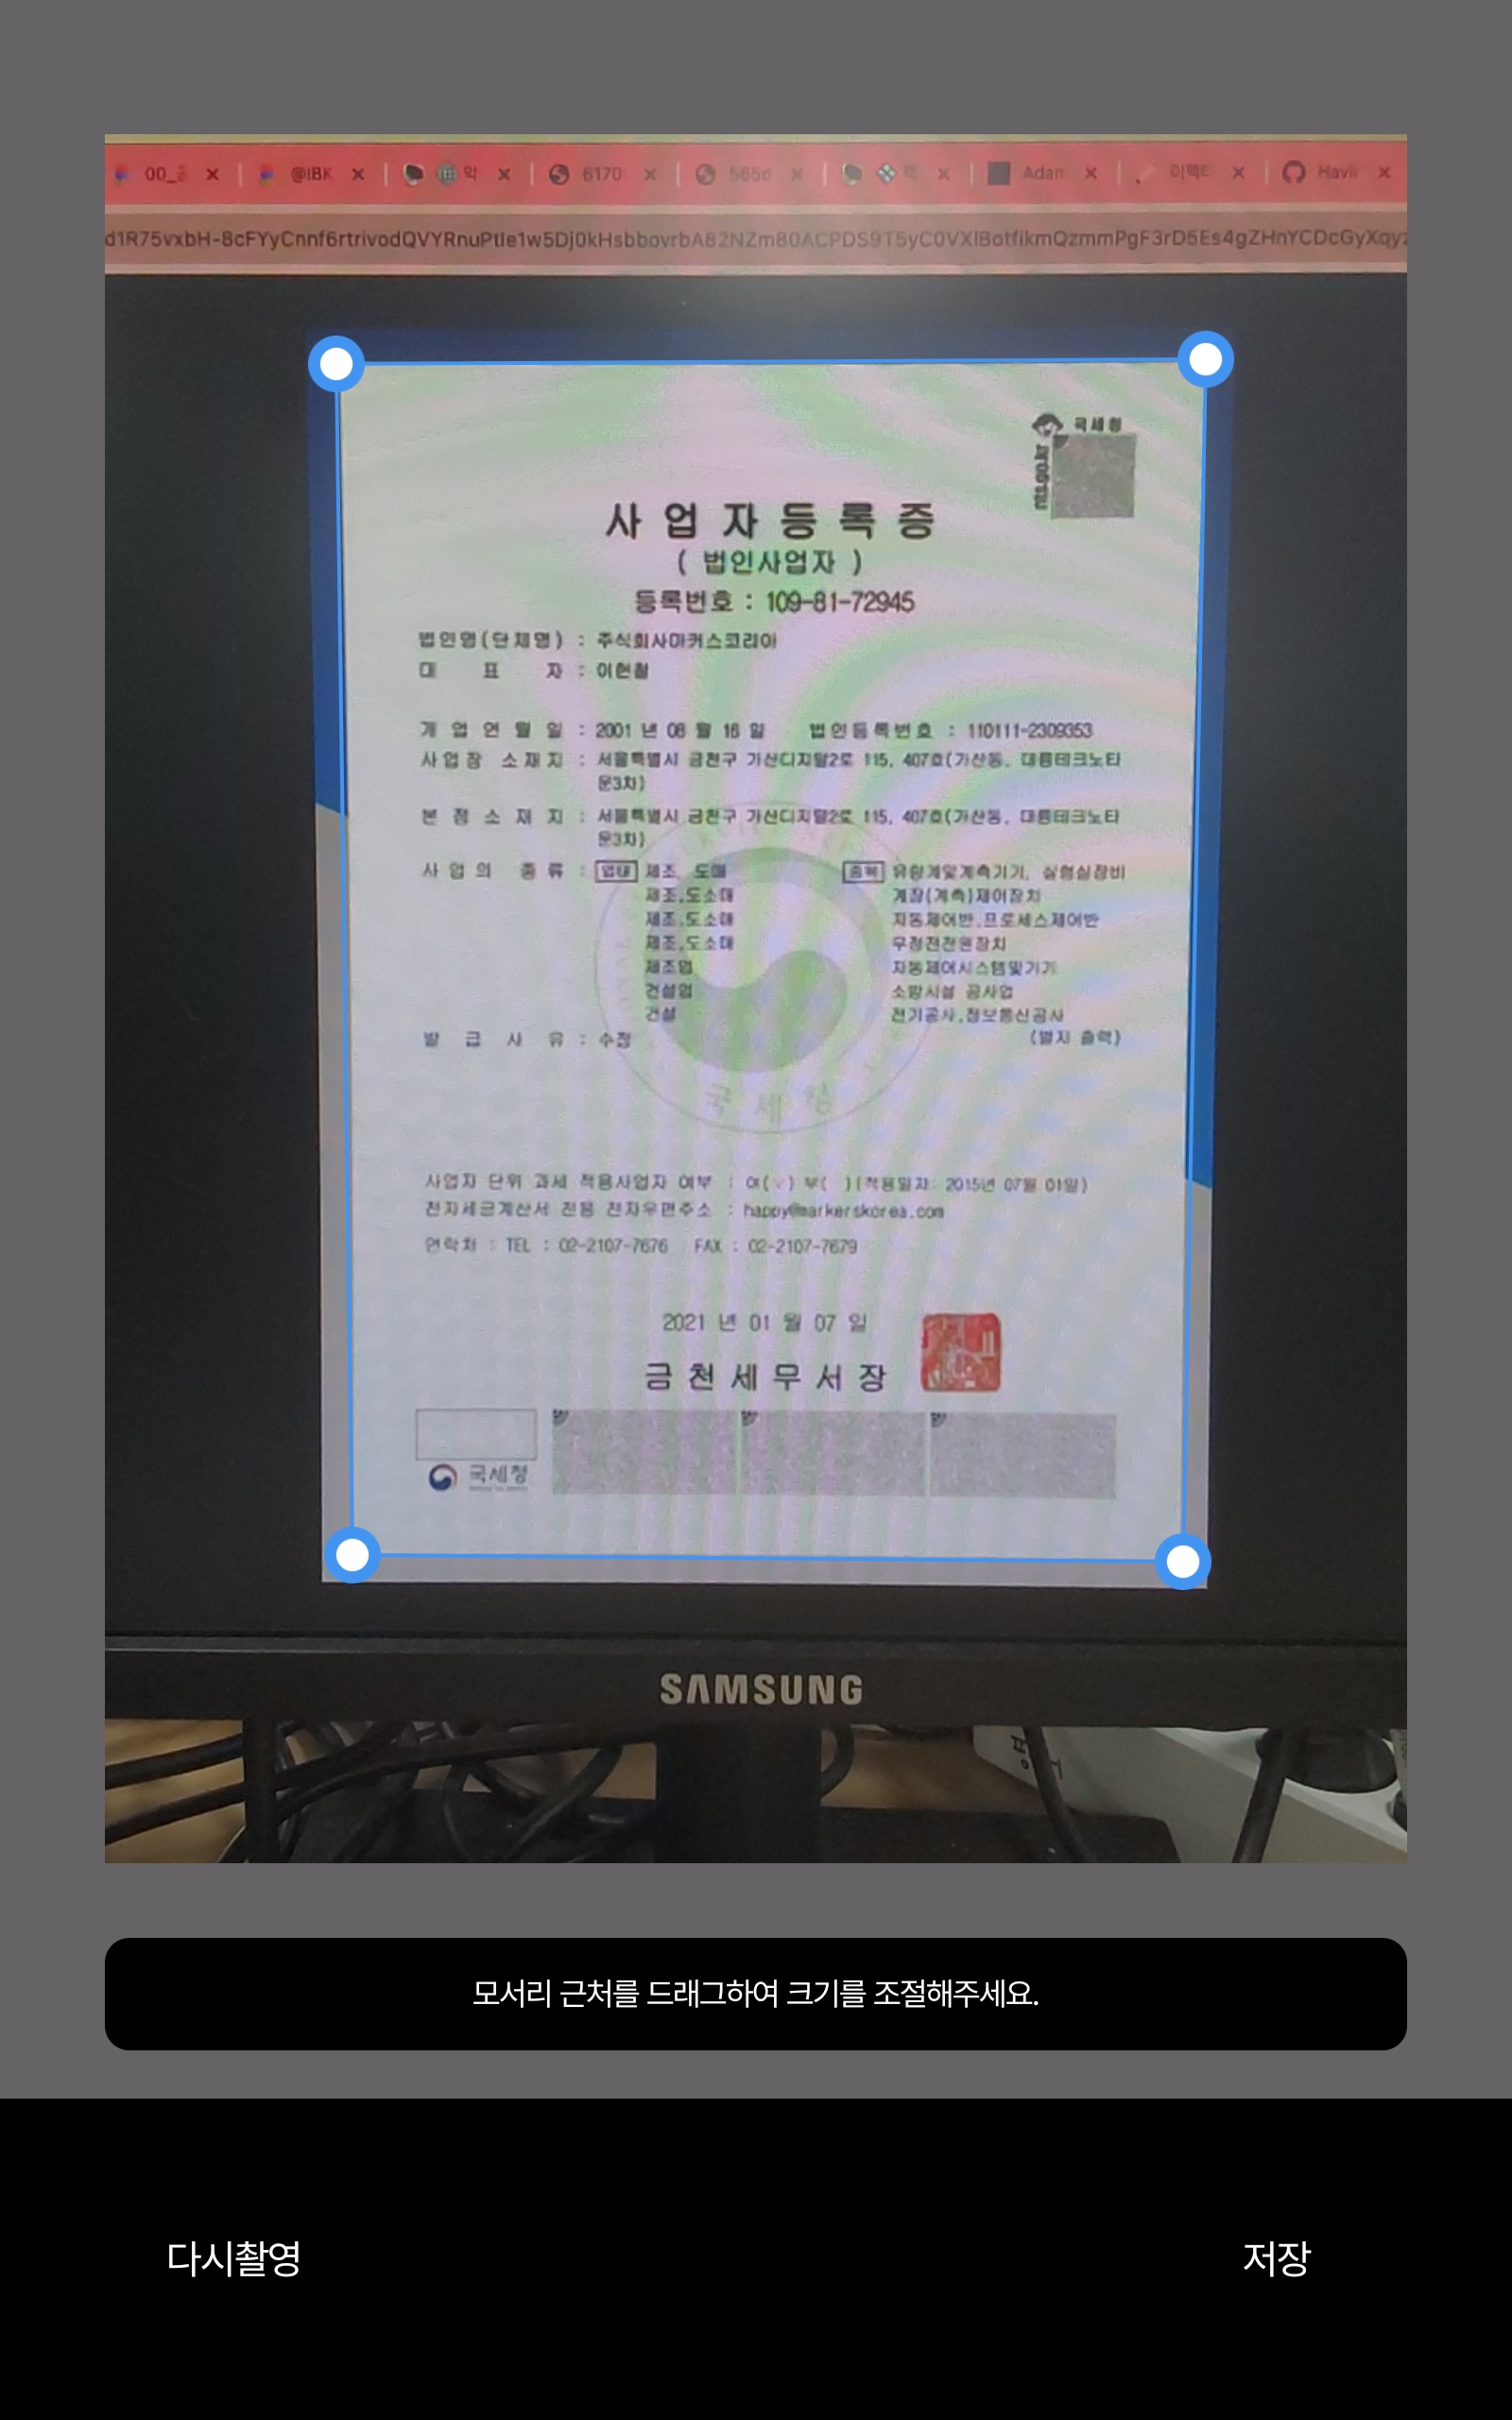 00_공 × @IBK × 악 × 6170 × 565d × × Adam × 이펙트 × Havil ×
d1R75vxbH-8cFYyCnnf6rtrivodQVYRnuPtle1w5Dj0kHsbbovrbA82NZm80ACPDS9T5yC0VXlBotfikmQzmmPgF3rD5Es4gZHnYCDcGyXqyz
국세청
사업자등록증
( 법인사업자 )
등록번호 : 109-81-72945
법인명(단체명) : 주식회사마커스코리아
대 표 자 : 이헌철
개 업 연 월 일 : 2001 년 06 월 16 일 법인등록번호 : 110111-2309353
사업장 소재지 : 서울특별시 금천구 가산디지털2로 115, 407호(가산동, 대륭테크노타
운3차)
본 점 소 재 지 : 서울특별시 금천구 가산디지털2로 115, 407호(가산동, 대륭테크노타
운3차)
사 업 의 종 류 : 업태 제조, 도매 종목 유량계및계측기기, 실험실장비
제조,도소매 계장(계측)제어장치
제조,도소매 자동제어반,프로세스제어반
제조,도소매 무정전전원장치
제조업 자동제어시스템및기기
건설업 소방시설 공사업
건설 전기공사,정보통신공사
발 급 사 유 : 수정 (별지 출력)
국세청
사업자 단위 과세 적용사업자 여부 : 여(√) 부( )(적용일자: 2015년 07월 01일)
전자세금계산서 전용 전자우편주소 : happy@markerskorea.com
연락처 : TEL : 02-2107-7676 FAX : 02-2107-7679
2021 년 01 월 07 일
금천세무서장
국세청
SAMSUNG
모서리 근처를 드래그하여 크기를 조절해주세요.
다시촬영 저장